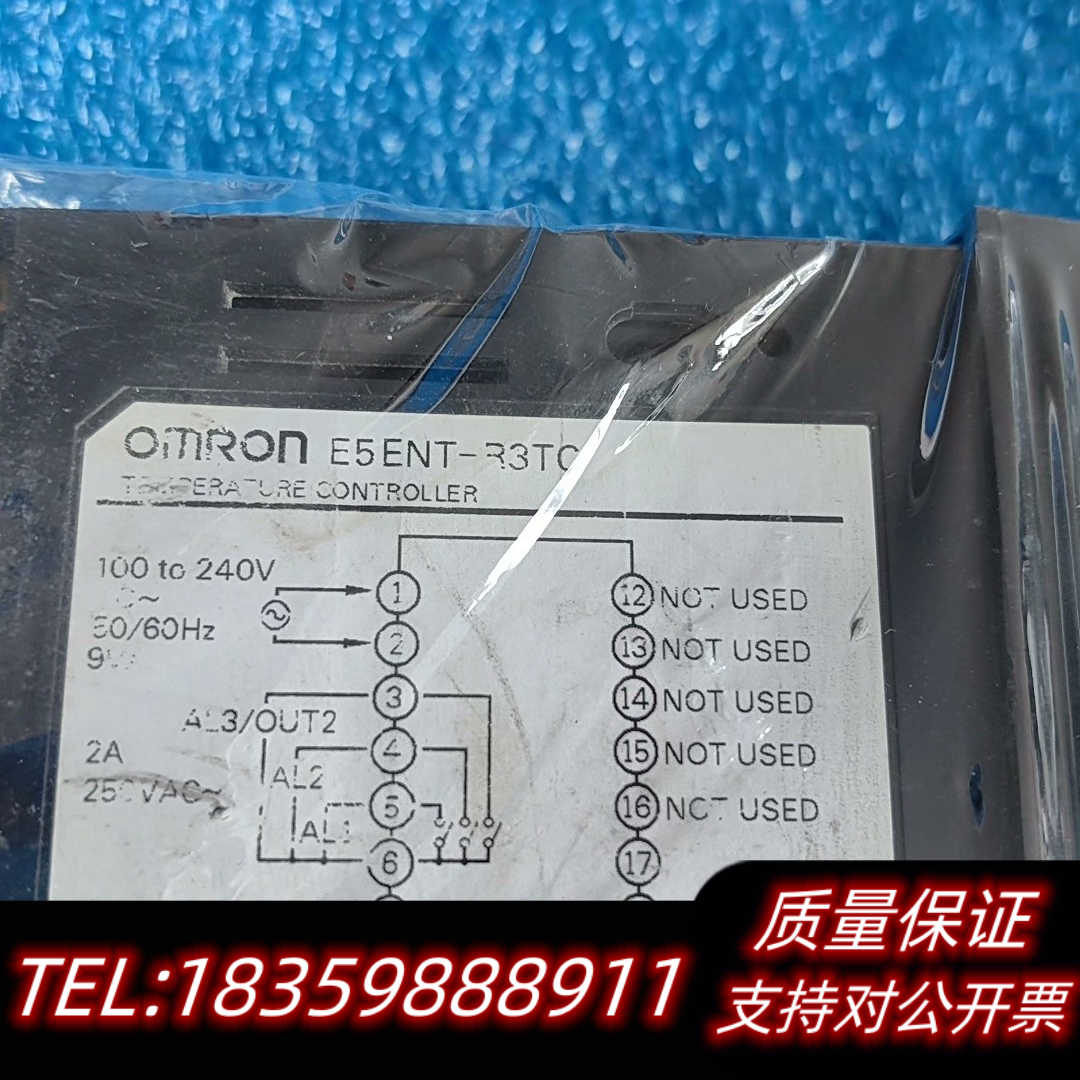 OMRON E5ENT-R3TC
TEMPERATURE CONTROLLER
100 to 240V
50/60Hz
1
2
3
4
5
6
AL3/OUT2
2A
AL2
250VAC~
AL1
12 NOT USED
13 NOT USED
14 NOT USED
15 NOT USED
16 NOT USED
17
质量保证
TEL:18359888911
支持对公开票